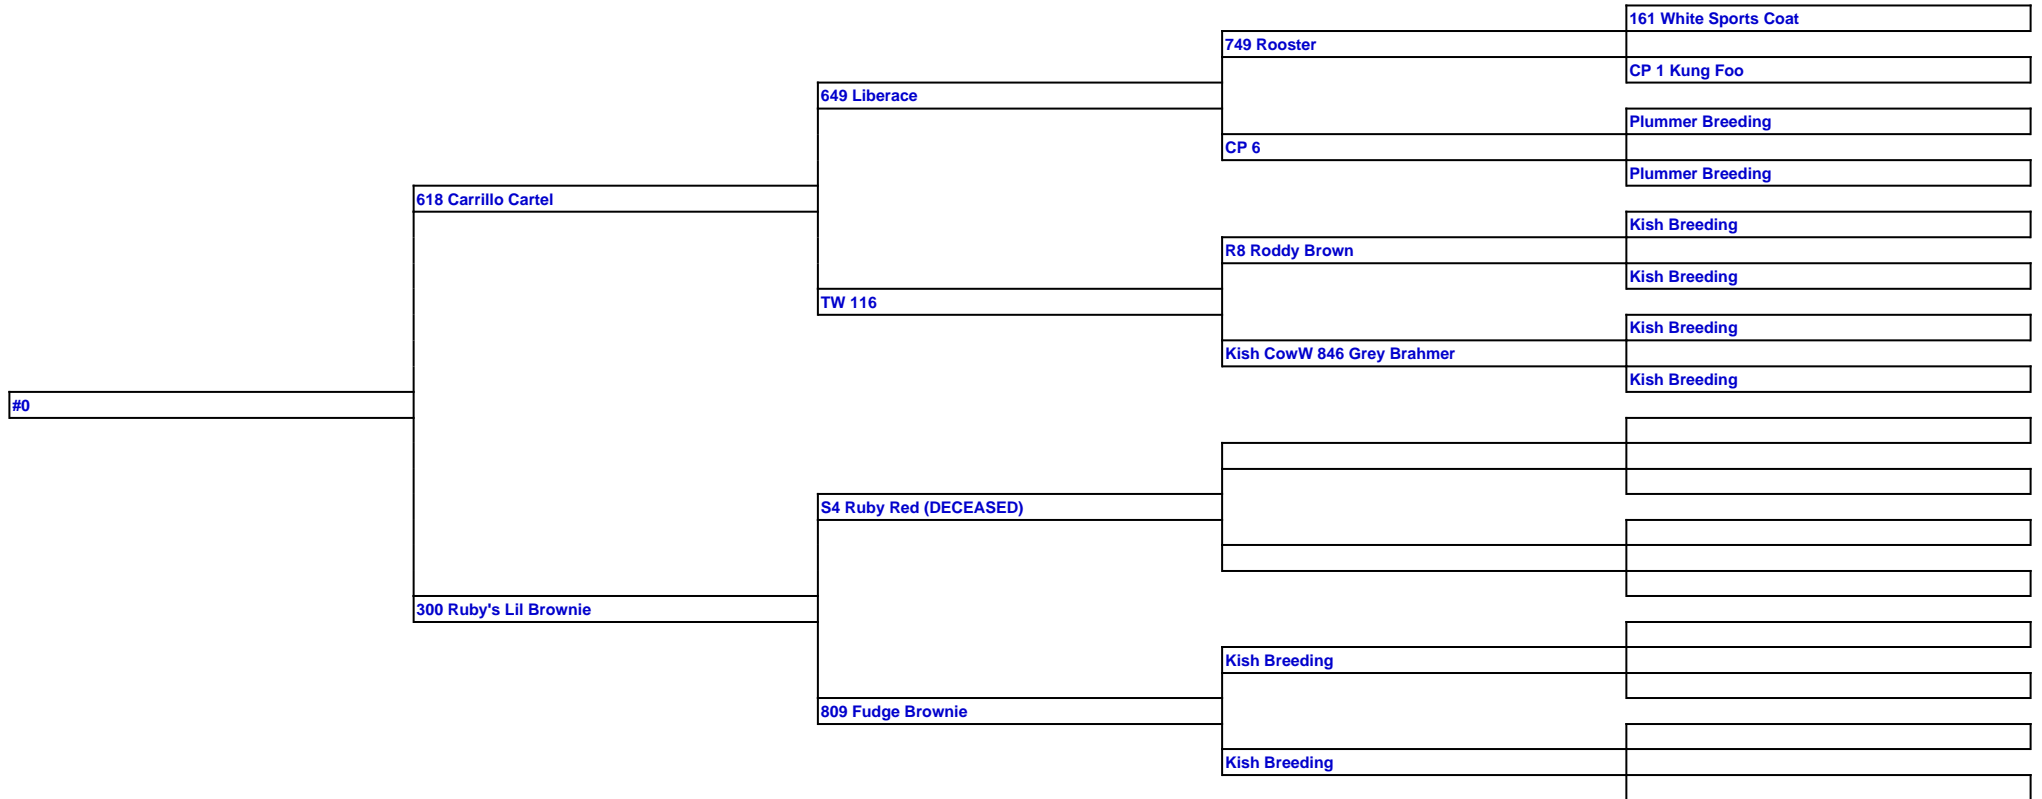 161 White Sports Coat
749 Rooster
CP 1 Kung Foo
649 Liberace
Plummer Breeding
CP 6
Plummer Breeding
618 Carrillo Cartel
Kish Breeding
R8 Roddy Brown
Kish Breeding
TW 116
Kish Breeding
Kish CowW 846 Grey Brahmer
Kish Breeding
#0
S4 Ruby Red (DECEASED)
300 Ruby's Lil Brownie
Kish Breeding
809 Fudge Brownie
Kish Breeding